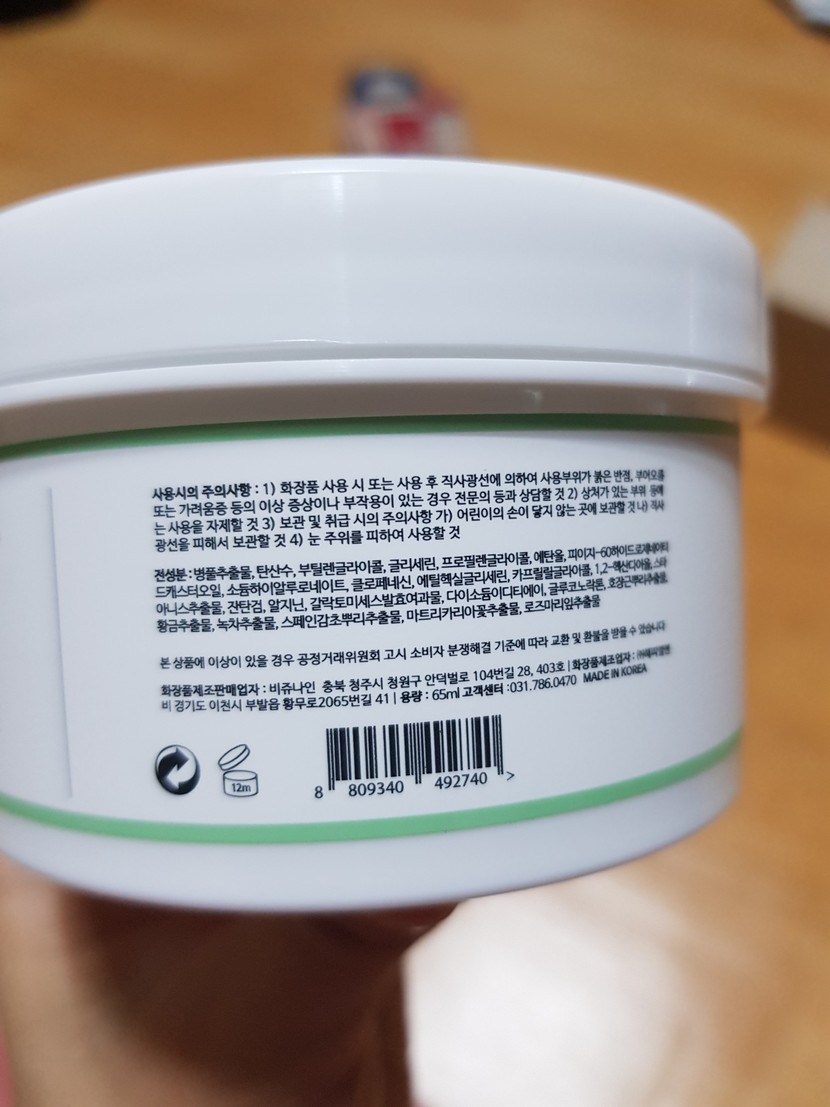 사용시의 주의사항 : 1) 화장품 사용 시 또는 사용 후 직사광선에 의하여 사용부위가 붉은 반점, 부어오름
또는 가려움증 등의 이상 증상이나 부작용이 있는 경우 전문의 등과 상담할 것 2) 상처가 있는 부위 등에
는 사용을 자제할 것 3) 보관 및 취급 시의 주의사항 가) 어린이의 손이 닿지 않는 곳에 보관할 것 나) 직사
광선을 피해서 보관할 것 4) 눈 주위를 피하여 사용할 것
전성분 : 병풀추출물, 탄산수, 부틸렌글라이콜, 글리세린, 프로필렌글라이콜, 에탄올, 피이지-60하이드로제네이티
드캐스터오일, 소듐하이알루로네이트, 클로페네신, 에틸헥실글리세린, 카프릴릴글라이콜, 1,2-헥산디아올, 스타
아니스추출물, 잔탄검, 알지닌, 갈락토미세스발효여과물, 다이소듐이디티에이, 글루코노락톤, 호장근뿌리추출물,
황금추출물, 녹차추출물, 스페인감초뿌리추출물, 마트리카리아꽃추출물, 로즈마리잎추출물
본 상품에 이상이 있을 경우 공정거래위원회 고시 소비자 분쟁해결 기준에 따라 교환 및 환불을 받을 수 있습니다
화장품제조판매업자 : 비쥬나인 충북 청주시 청원구 안덕벌로 104번길 28, 403호 | 화장품제조업자 :
비 경기도 이천시 부발읍 황무로2065번길 41 | 용량 : 65ml 고객센터 :031.786.0470 MADE IN KOREA
12m
8 809340 492740 >